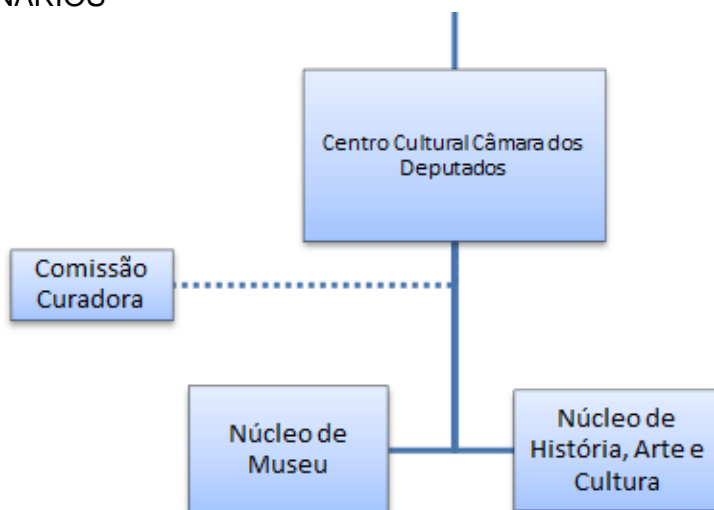 Centro Cultural Câmara dos
Deputados
Comissão
Curadora
Núcleo de
Museu
Núcleo de
História, Arte e
Cultura